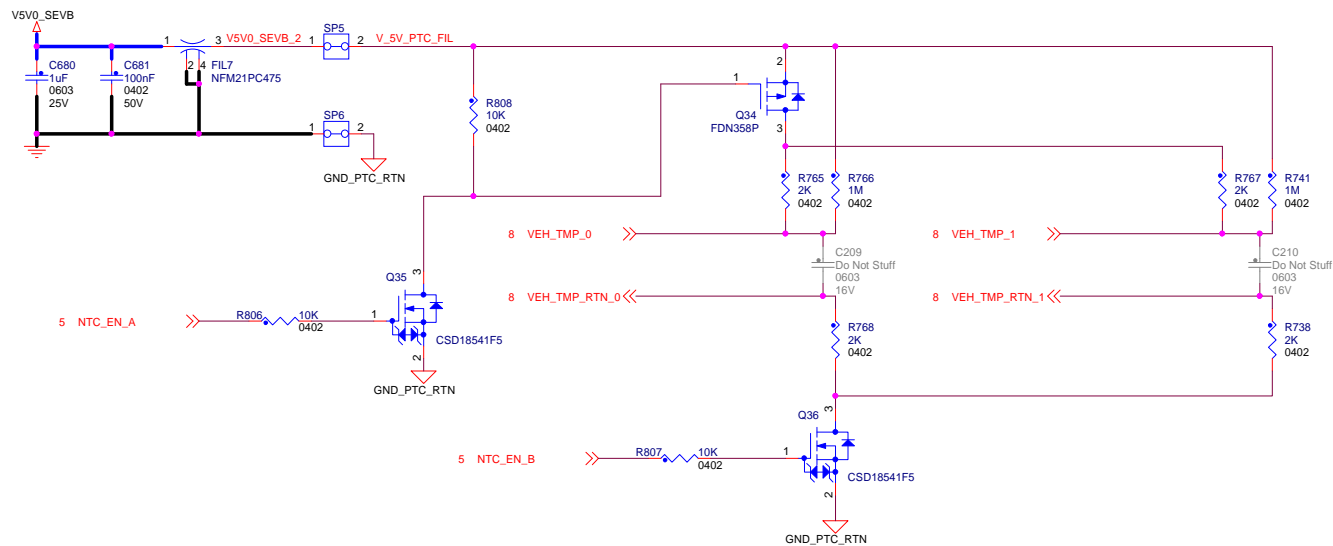 V5V0_SEVB
1
3
V5V0_SEVB_2
1
SP5
2
V_5V_PTC_FIL
C680
1uF
0603
25V
C681
100nF
0402
50V
2 4
FIL7
NFM21PC475
1
SP6
2
GND_PTC_RTN
R808
10K
0402
2
1
Q34
FDN358P
3
R765
2K
0402
R766
1M
0402
R767
2K
0402
R741
1M
0402
8 VEH_TMP_0
8 VEH_TMP_1
C209
Do Not Stuff
0603
16V
C210
Do Not Stuff
0603
16V
8 VEH_TMP_RTN_0
8 VEH_TMP_RTN_1
3
Q35
5 NTC_EN_A
R806
10K
0402
1
CSD18541F5
2
GND_PTC_RTN
R768
2K
0402
R738
2K
0402
3
Q36
5 NTC_EN_B
R807
10K
0402
1
CSD18541F5
2
GND_PTC_RTN